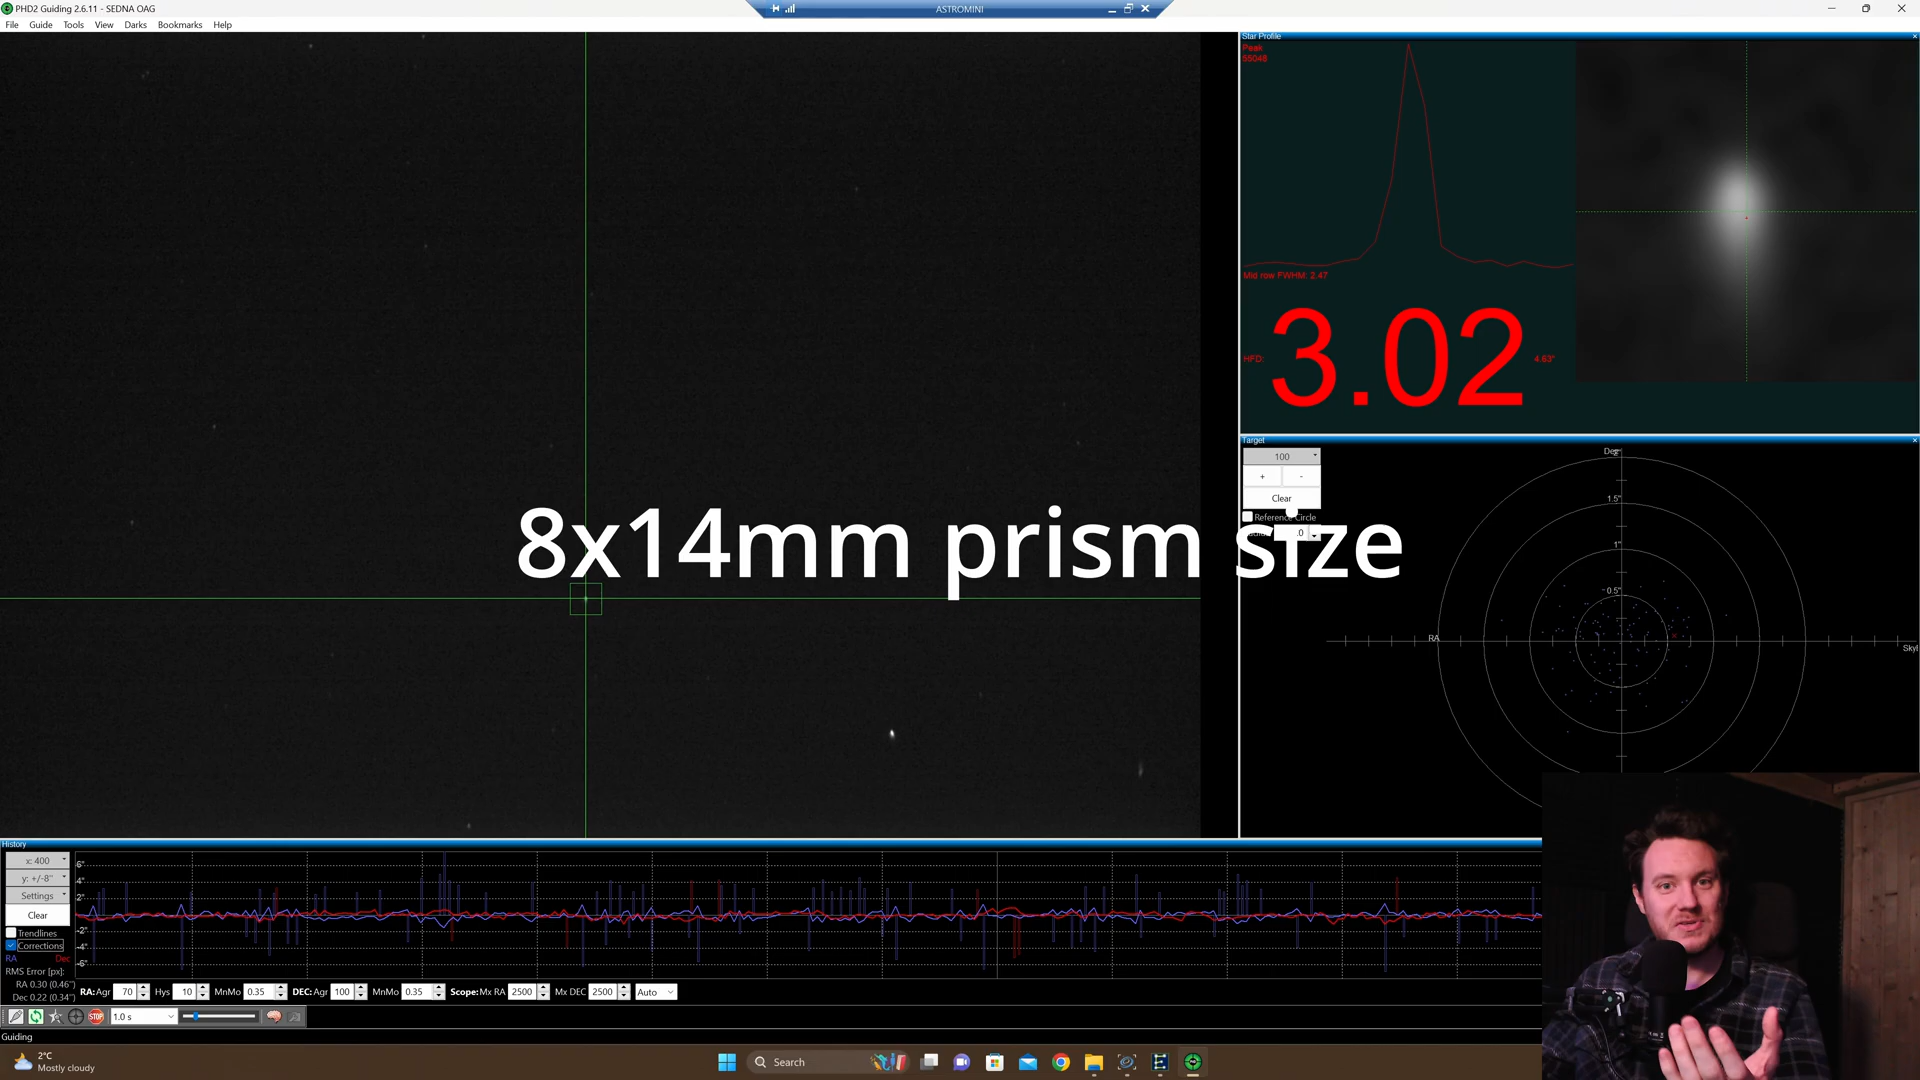 PHD2 Guiding 2.6.11 - SEDNA OAG
ASTROMINI
File Guide Tools View Darks Bookmarks Help
Star Profile
Peak
55048
Mid row FWHM: 2.47
HFD: 3.02 4.63"
Target
100
+ -
Clear
Reference Circle
8x14mm prism size
Dec
1.5"
1"
0.5"
RA
History
x: 400
y: +/-8"
Settings
Clear
Trendlines
Corrections
RA Dec
RMS Error [px]:
RA 0.30 (0.46")
Dec 0.22 (0.34")
6"
4"
2"
-2"
-4"
-6"
RA: Agr 70 Hys 10 MnMo 0.35 DEC: Agr 100 MnMo 0.35 Scope: Mx RA 2500 Mx DEC 2500 Auto
STOP
1.0 s
Guiding
2°C
Mostly cloudy
Search